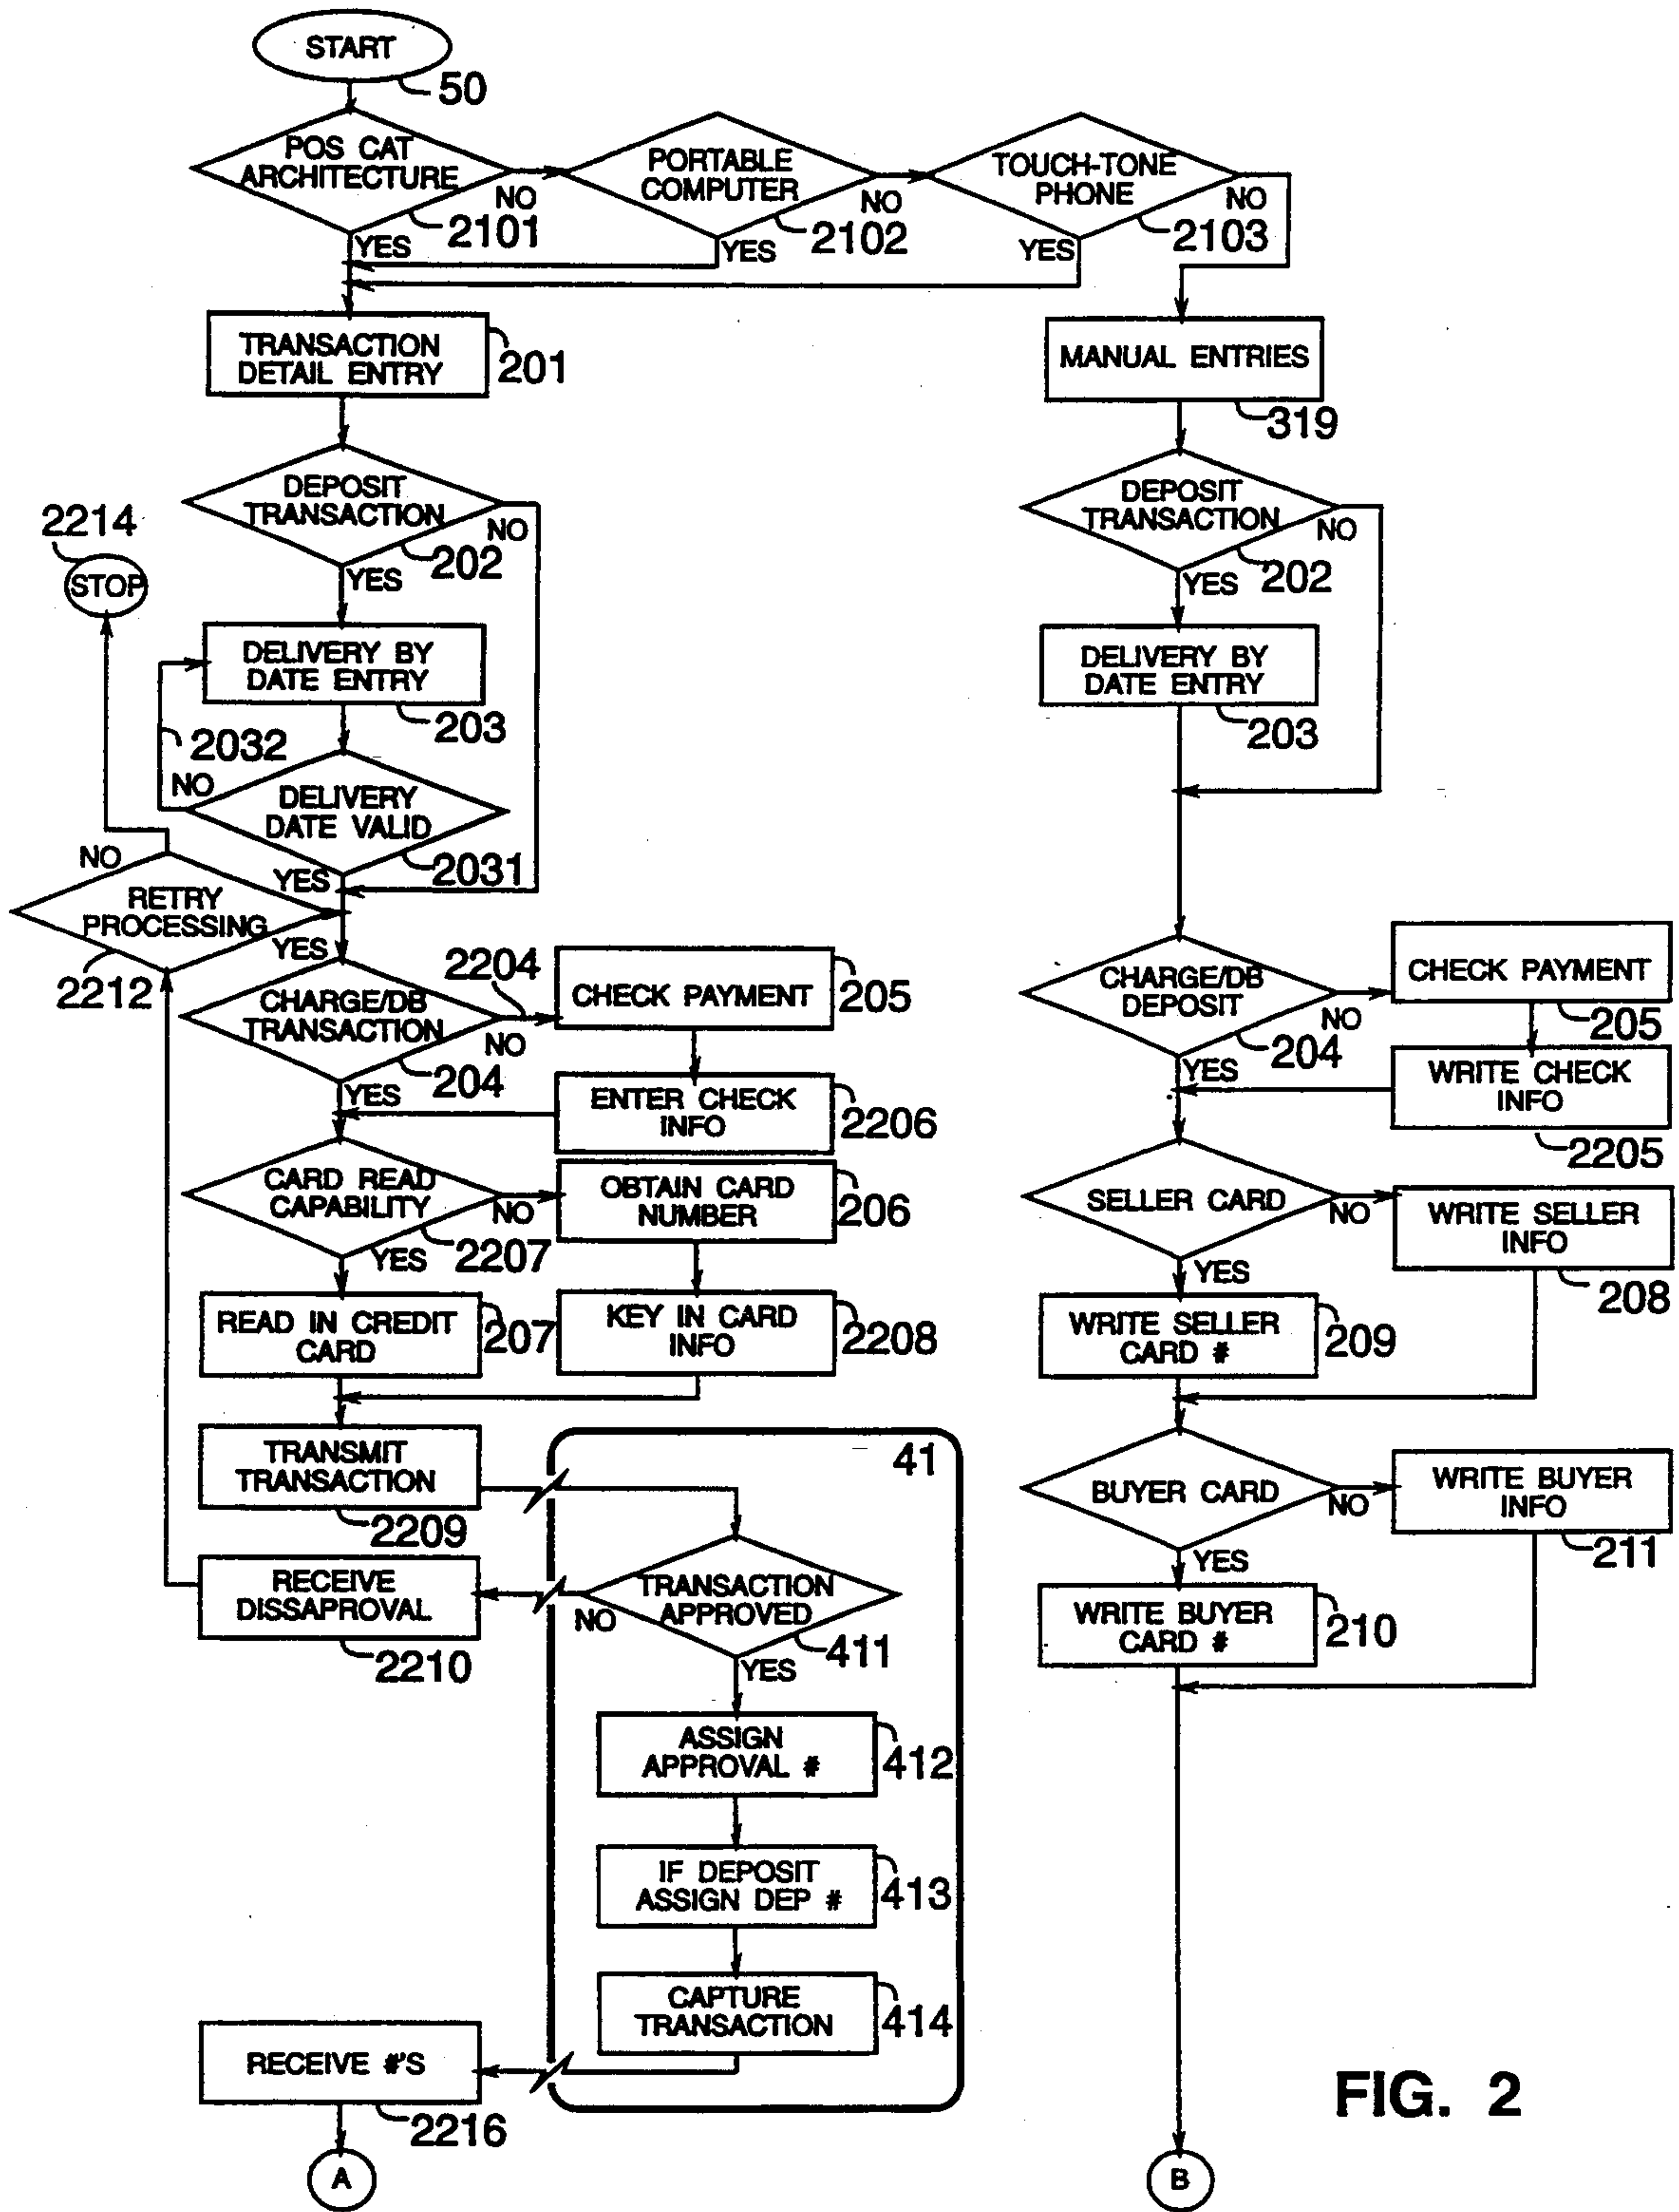 START
50
POS CAT
ARCHITECTURE
NO
2101
YES
PORTABLE
COMPUTER
NO
2102
YES
TOUCH-TONE
PHONE
NO
2103
YES
TRANSACTION
DETAIL ENTRY
201
DEPOSIT
TRANSACTION
NO
202
YES
2214
STOP
DELIVERY BY
DATE ENTRY
203
2032
NO
DELIVERY
DATE VALID
2031
YES
NO
RETRY
PROCESSING
YES
2212
CHARGE/DB
TRANSACTION
2204
NO
204
YES
CHECK PAYMENT
205
ENTER CHECK
INFO
2206
CARD READ
CAPABILITY
NO
2207
YES
OBTAIN CARD
NUMBER
206
READ IN CREDIT
CARD
207
KEY IN CARD
INFO
2208
TRANSMIT
TRANSACTION
2209
41
RECEIVE
DISSAPROVAL
2210
TRANSACTION
APPROVED
NO
411
YES
ASSIGN
APPROVAL #
412
IF DEPOSIT
ASSIGN DEP #
413
CAPTURE
TRANSACTION
414
RECEIVE #'S
2216
A
MANUAL ENTRIES
319
DEPOSIT
TRANSACTION
NO
202
YES
DELIVERY BY
DATE ENTRY
203
CHARGE/DB
DEPOSIT
NO
204
YES
CHECK PAYMENT
205
WRITE CHECK
INFO
2205
SELLER CARD
NO
YES
WRITE SELLER
INFO
208
WRITE SELLER
CARD #
209
BUYER CARD
NO
YES
WRITE BUYER
INFO
211
WRITE BUYER
CARD #
210
B
FIG. 2